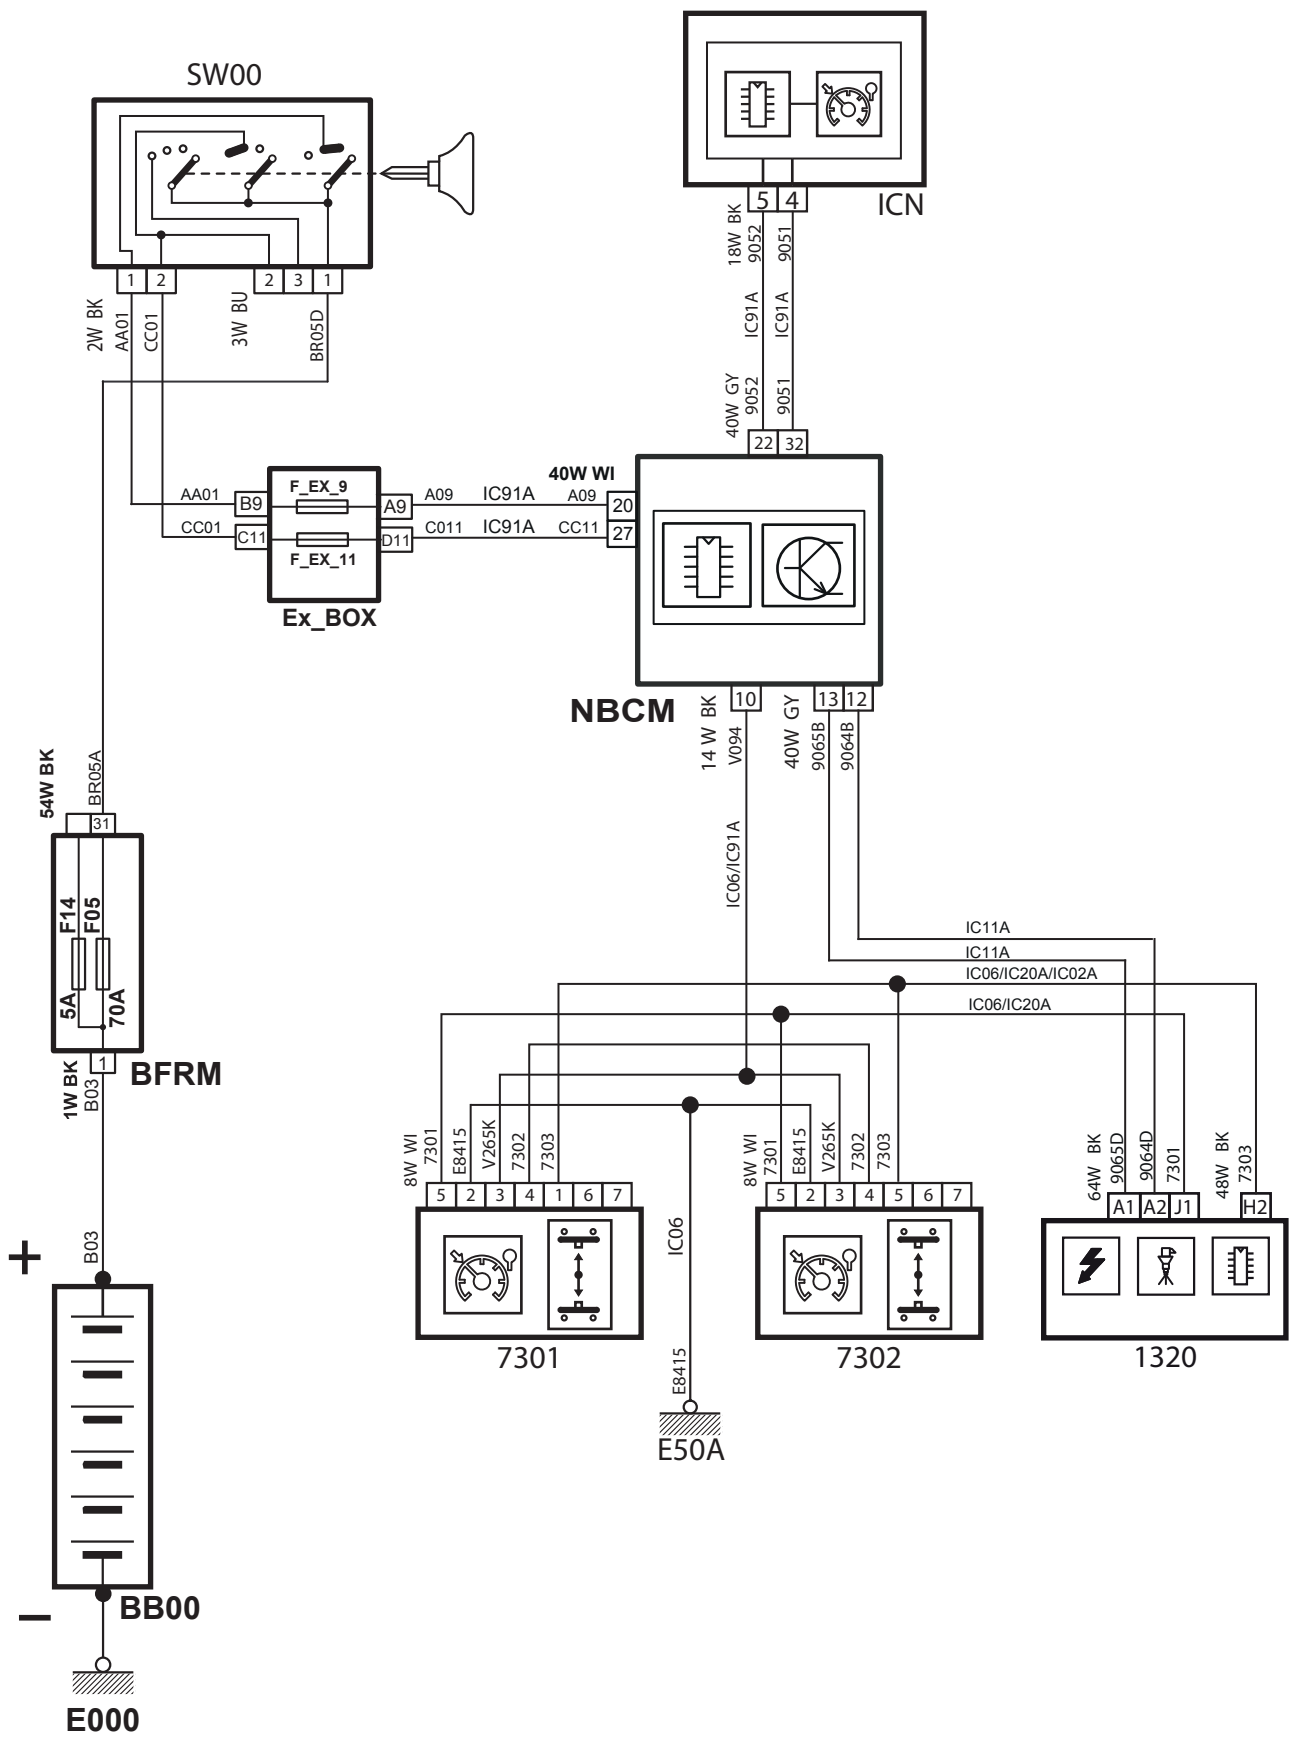 SW00
1 2 2 3 1
2W BK
AA01
CC01
3W BU
BR05D
ICN
5 4
18W BK
9052
9051
IC91A
IC91A
40W GY
9052
9051
22 32
40W WI
AA01 B9 F_EX_9 A9 A09 IC91A A09 20
CC01 C11 F_EX_11 D11 C011 IC91A CC11 27
Ex_BOX
NBCM
10 13 12
14 W BK
V094
40W GY
9065B
9064B
IC06/IC91A
54W BK
BR05A
31
F14
F05
5A
70A
1
BFRM
1W BK
B03
IC11A
IC11A
IC06/IC20A/IC02A
IC06/IC20A
8W WI
7301
E8415
V265K
7302
7303
5 2 3 4 1 6 7
7301
8W WI
7301
E8415
V265K
7302
7303
5 2 3 4 5 6 7
7302
64W BK
9065D
9064D
7301
48W BK
7303
A1 A2 J1 H2
1320
IC06
E8415
E50A
B03
+
–
BB00
E000